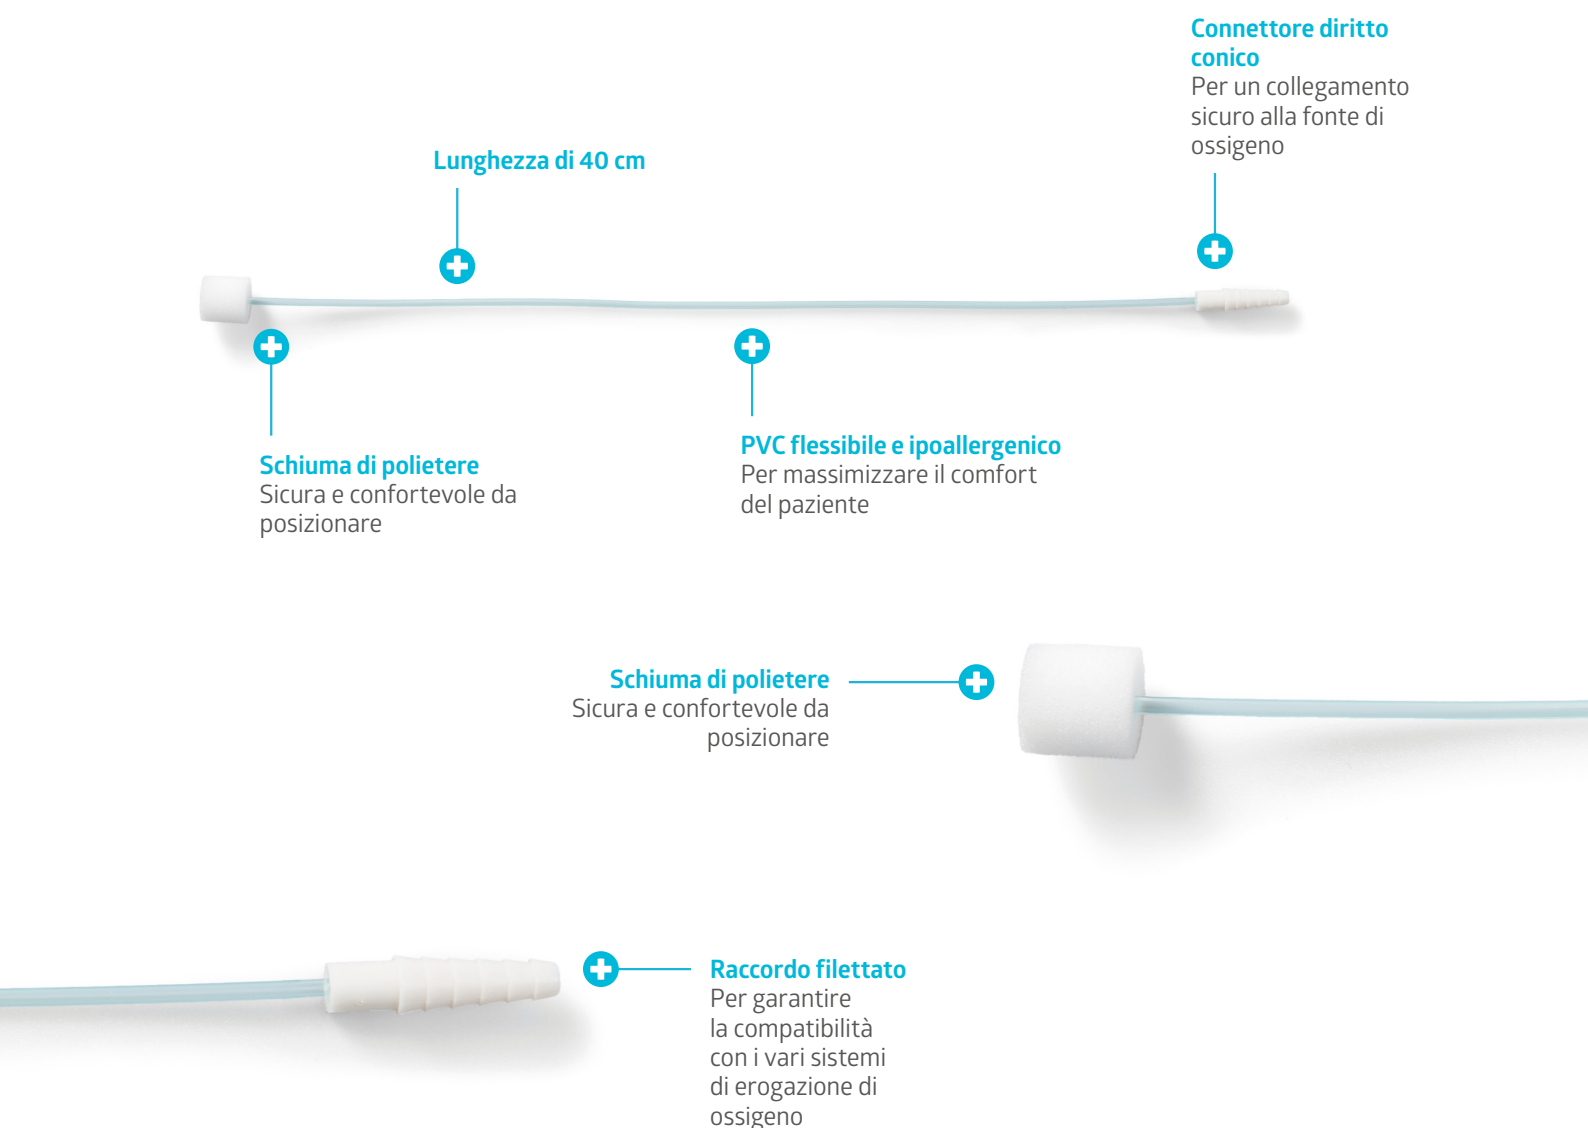 Connettore diritto
conico
Per un collegamento
sicuro alla fonte di
ossigeno
Lunghezza di 40 cm
Schiuma di polietere
Sicura e confortevole da
posizionare
PVC flessibile e ipoallergenico
Per massimizzare il comfort
del paziente
Schiuma di polietere
Sicura e confortevole da
posizionare
Raccordo filettato
Per garantire
la compatibilità
con i vari sistemi
di erogazione di
ossigeno